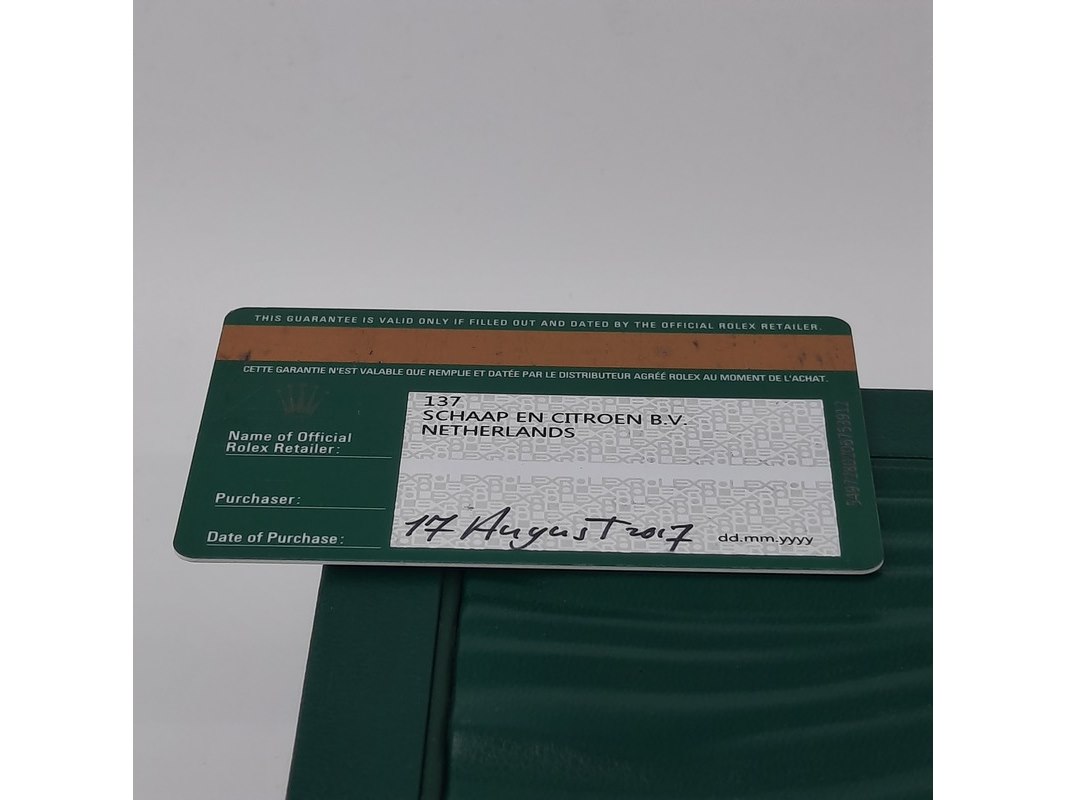 THIS GUARANTEE IS VALID ONLY IF FILLED OUT AND DATED BY THE OFFICIAL ROLEX RETAILER.
CETTE GARANTIE N'EST VALABLE QUE REMPLIE ET DATÉE PAR LE DISTRIBUTEUR AGRÉÉ ROLEX AU MOMENT DE L'ACHAT.
137
SCHAAP EN CITROEN B.V.
NETHERLANDS
Name of Official
Rolex Retailer:
Purchaser:
Date of Purchase:
17 August 2017
dd.mm.yyyy